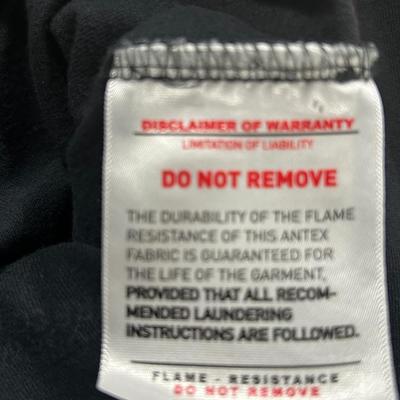 DISCLAIMER OF WARRANTY
LIMITATION OF LIABILITY
DO NOT REMOVE
THE DURABILITY OF THE FLAME
RESISTANCE OF THIS ANTEX
FABRIC IS GUARANTEED FOR
THE LIFE OF THE GARMENT,
PROVIDED THAT ALL RECOM-
MENDED LAUNDERING
INSTRUCTIONS ARE FOLLOWED.
FLAME - RESISTANCE
DO NOT REMOVE